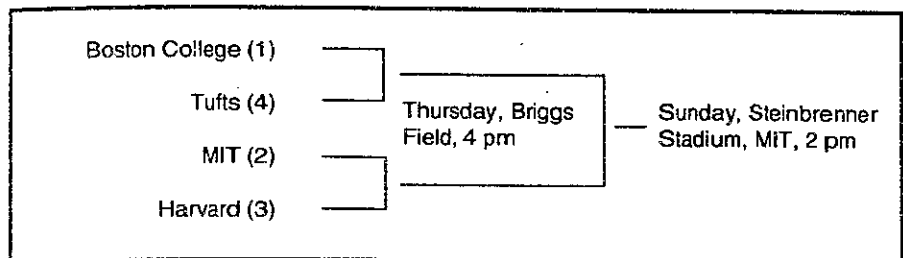 Boston College (1)
Tufts (4)
MIT (2)
Harvard (3)
Thursday, Briggs
Field, 4 pm
Sunday, Steinbrenner
Stadium, MIT, 2 pm